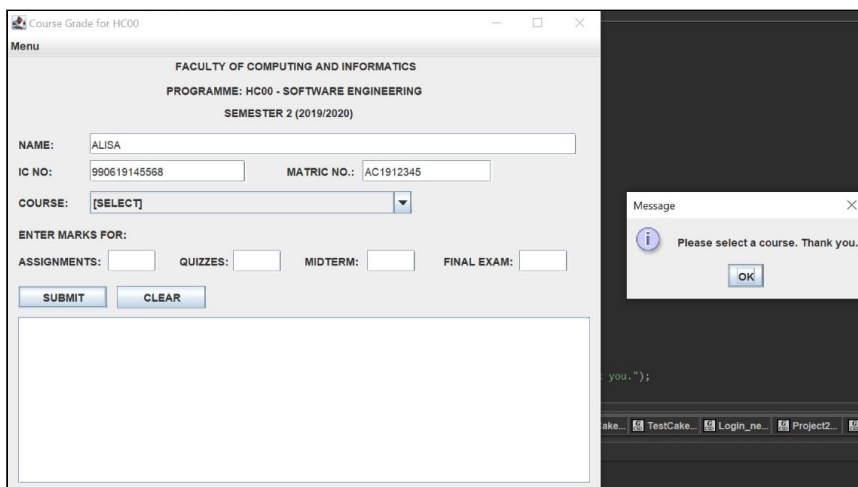 Course Grade for HC00
Menu
FACULTY OF COMPUTING AND INFORMATICS
PROGRAMME: HC00 - SOFTWARE ENGINEERING
SEMESTER 2 (2019/2020)
NAME: ALISA
IC NO: 990619145568 MATRIC NO.: AC1912345
COURSE: [SELECT]
ENTER MARKS FOR:
ASSIGNMENTS: QUIZZES: MIDTERM: FINAL EXAM:
SUBMIT CLEAR
Message
Please select a course. Thank you.
OK
you.");
ake... TestCake... Login_ne... Project2...